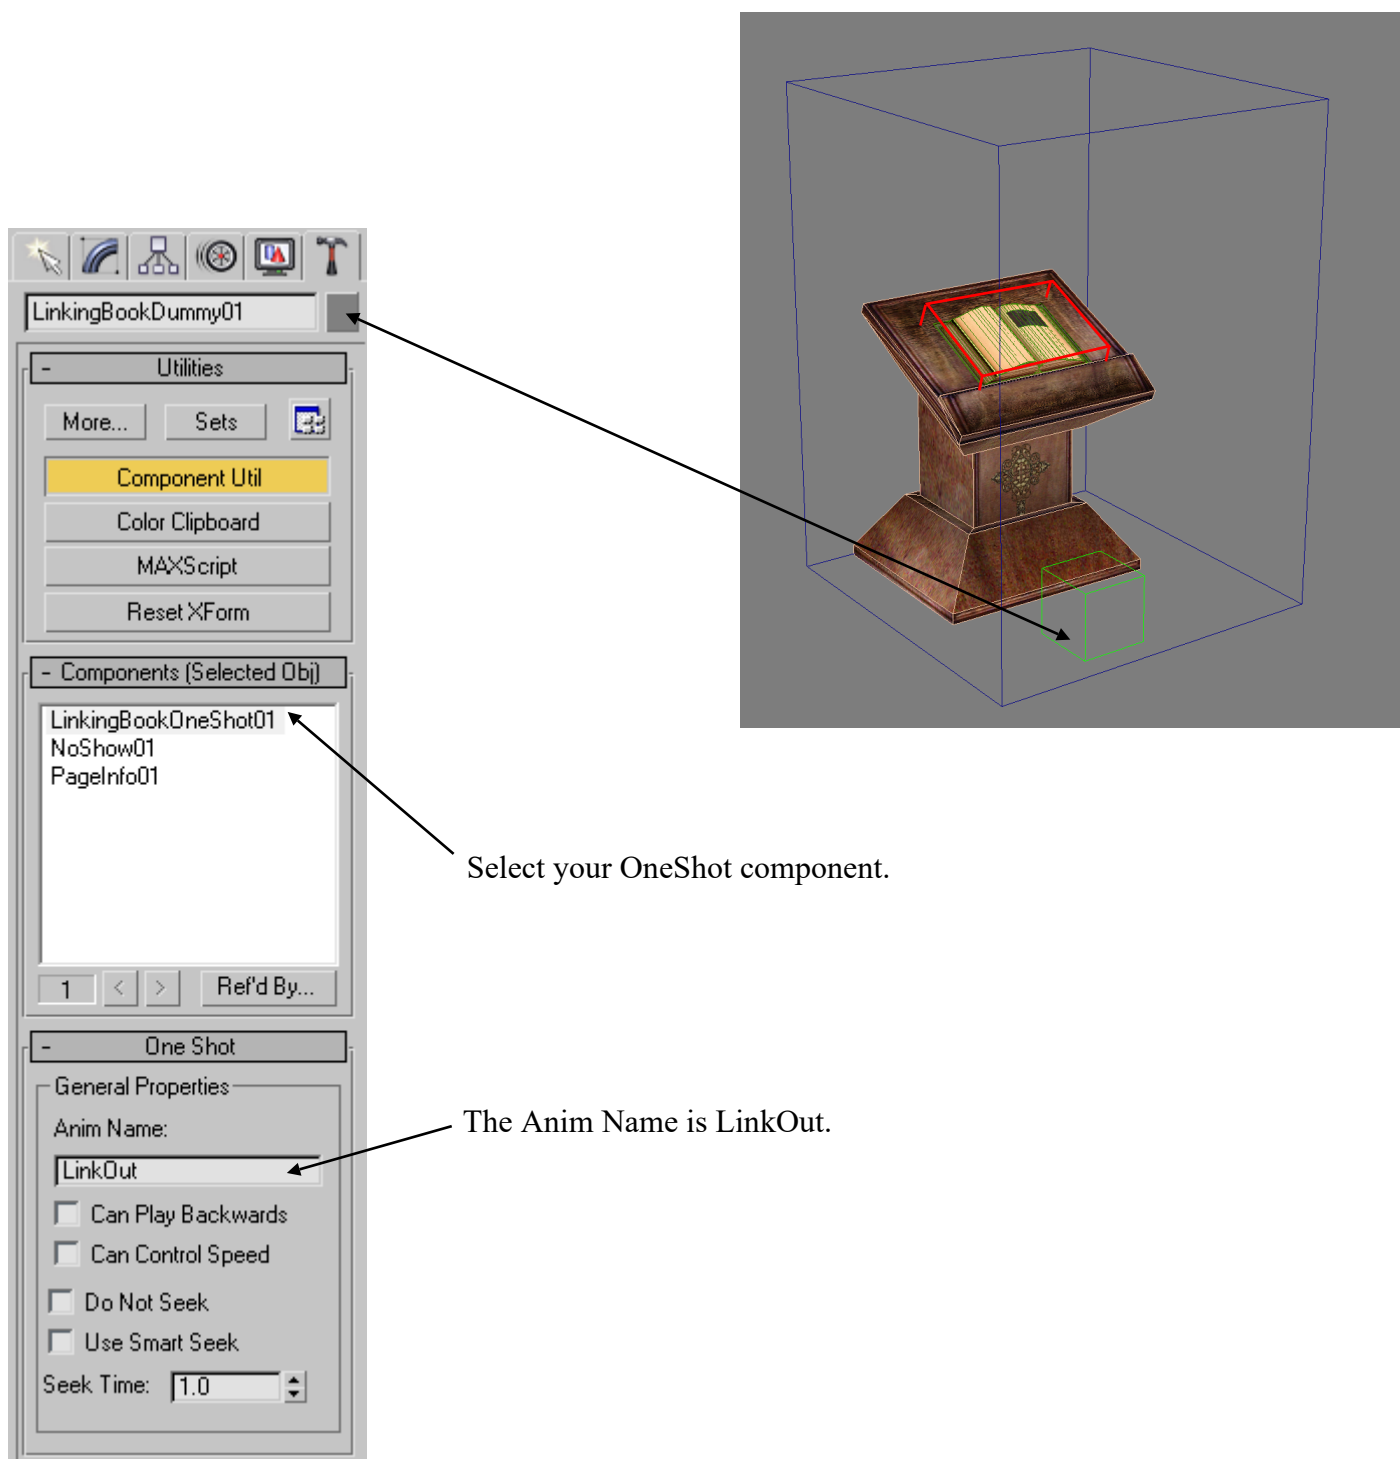 LinkingBookDummy01
- Utilities
More... Sets
Component Util
Color Clipboard
MAXScript
Reset XForm
- Components (Selected Obj)
LinkingBookOneShot01
NoShow01
PageInfo01
Select your OneShot component.
1 < > Ref'd By...
- One Shot
General Properties
Anim Name:
The Anim Name is LinkOut.
LinkOut
Can Play Backwards
Can Control Speed
Do Not Seek
Use Smart Seek
Seek Time: 1.0